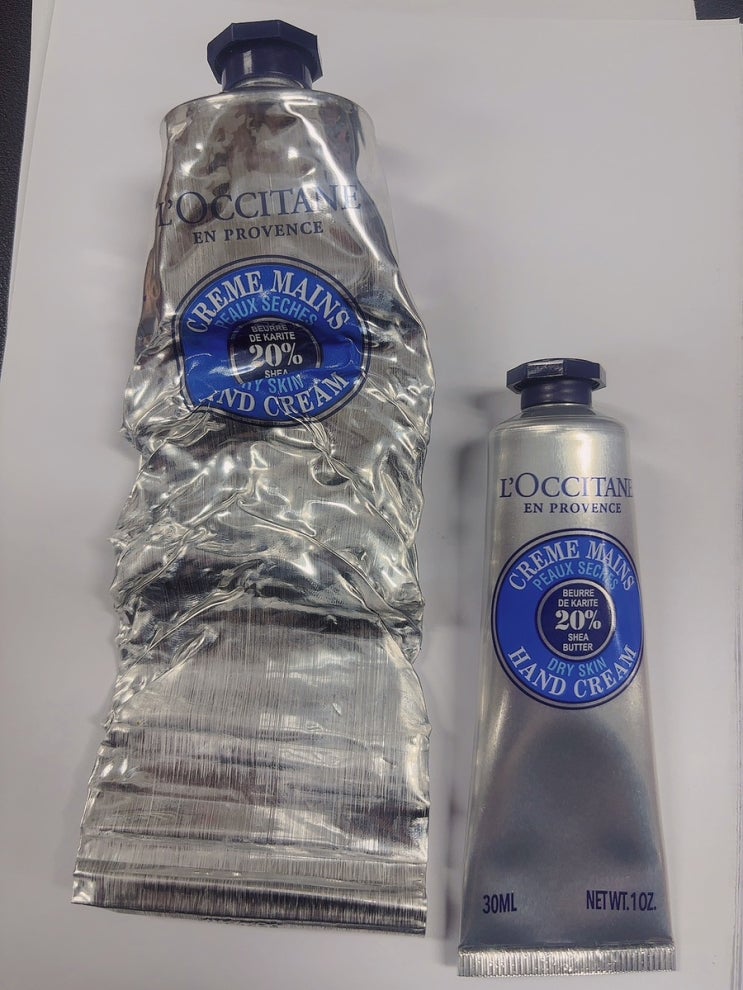 L'OCCITANE
EN PROVENCE
CREME MAINS
PEAUX SECHES
BEURRE
DE KARITE
20%
SHEA
DRY SKIN
HAND CREAM
L'OCCITANE
EN PROVENCE
CREME MAINS
PEAUX SECHES
BEURRE
DE KARITE
20%
SHEA
BUTTER
DRY SKIN
HAND CREAM
30ML NET WT. 1 OZ.